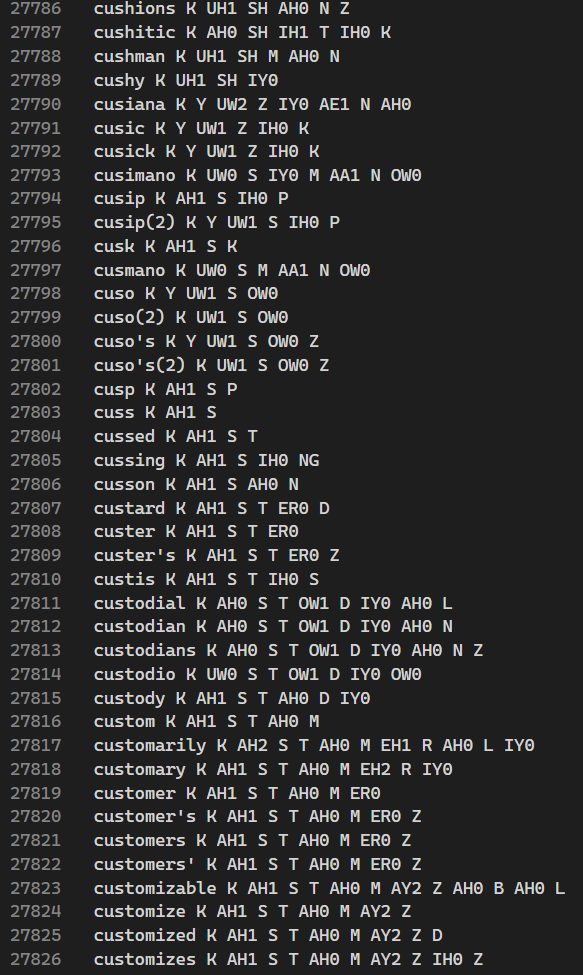 27786 cushions K UH1 SH AH0 N Z
27787 cushitic K AH0 SH IH1 T IH0 K
27788 cushman K UH1 SH M AH0 N
27789 cushy K UH1 SH IY0
27790 cusiana K Y UW2 Z IY0 AE1 N AH0
27791 cusic K Y UW1 Z IH0 K
27792 cusick K Y UW1 Z IH0 K
27793 cusimano K UW0 S IY0 M AA1 N OW0
27794 cusip K AH1 S IH0 P
27795 cusip(2) K Y UW1 S IH0 P
27796 cusk K AH1 S K
27797 cusmano K UW0 S M AA1 N OW0
27798 cuso K Y UW1 S OW0
27799 cuso(2) K UW1 S OW0
27800 cuso's K Y UW1 S OW0 Z
27801 cuso's(2) K UW1 S OW0 Z
27802 cusp K AH1 S P
27803 cuss K AH1 S
27804 cussed K AH1 S T
27805 cussing K AH1 S IH0 NG
27806 cusson K AH1 S AH0 N
27807 custard K AH1 S T ER0 D
27808 custer K AH1 S T ER0
27809 custer's K AH1 S T ER0 Z
27810 custis K AH1 S T IH0 S
27811 custodial K AH0 S T OW1 D IY0 AH0 L
27812 custodian K AH0 S T OW1 D IY0 AH0 N
27813 custodians K AH0 S T OW1 D IY0 AH0 N Z
27814 custodio K UW0 S T OW1 D IY0 OW0
27815 custody K AH1 S T AH0 D IY0
27816 custom K AH1 S T AH0 M
27817 customarily K AH2 S T AH0 M EH1 R AH0 L IY0
27818 customary K AH1 S T AH0 M EH2 R IY0
27819 customer K AH1 S T AH0 M ER0
27820 customer's K AH1 S T AH0 M ER0 Z
27821 customers K AH1 S T AH0 M ER0 Z
27822 customers' K AH1 S T AH0 M ER0 Z
27823 customizable K AH1 S T AH0 M AY2 Z AH0 B AH0 L
27824 customize K AH1 S T AH0 M AY2 Z
27825 customized K AH1 S T AH0 M AY2 Z D
27826 customizes K AH1 S T AH0 M AY2 Z IH0 Z